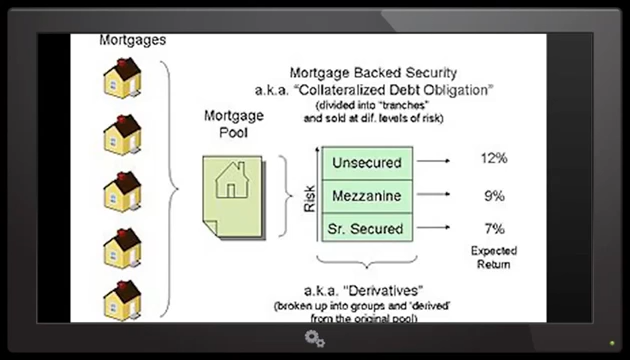 Mortgages
Mortgage Backed Security
a.k.a. “Collateralized Debt Obligation”
(divided into “tranches”
and sold at dif. levels of risk)
Mortgage
Pool
Risk
Unsecured
12%
Mezzanine
9%
Sr. Secured
7%
Expected
Return
a.k.a. “Derivatives”
(broken up into groups and ‘derived’
from the original pool)